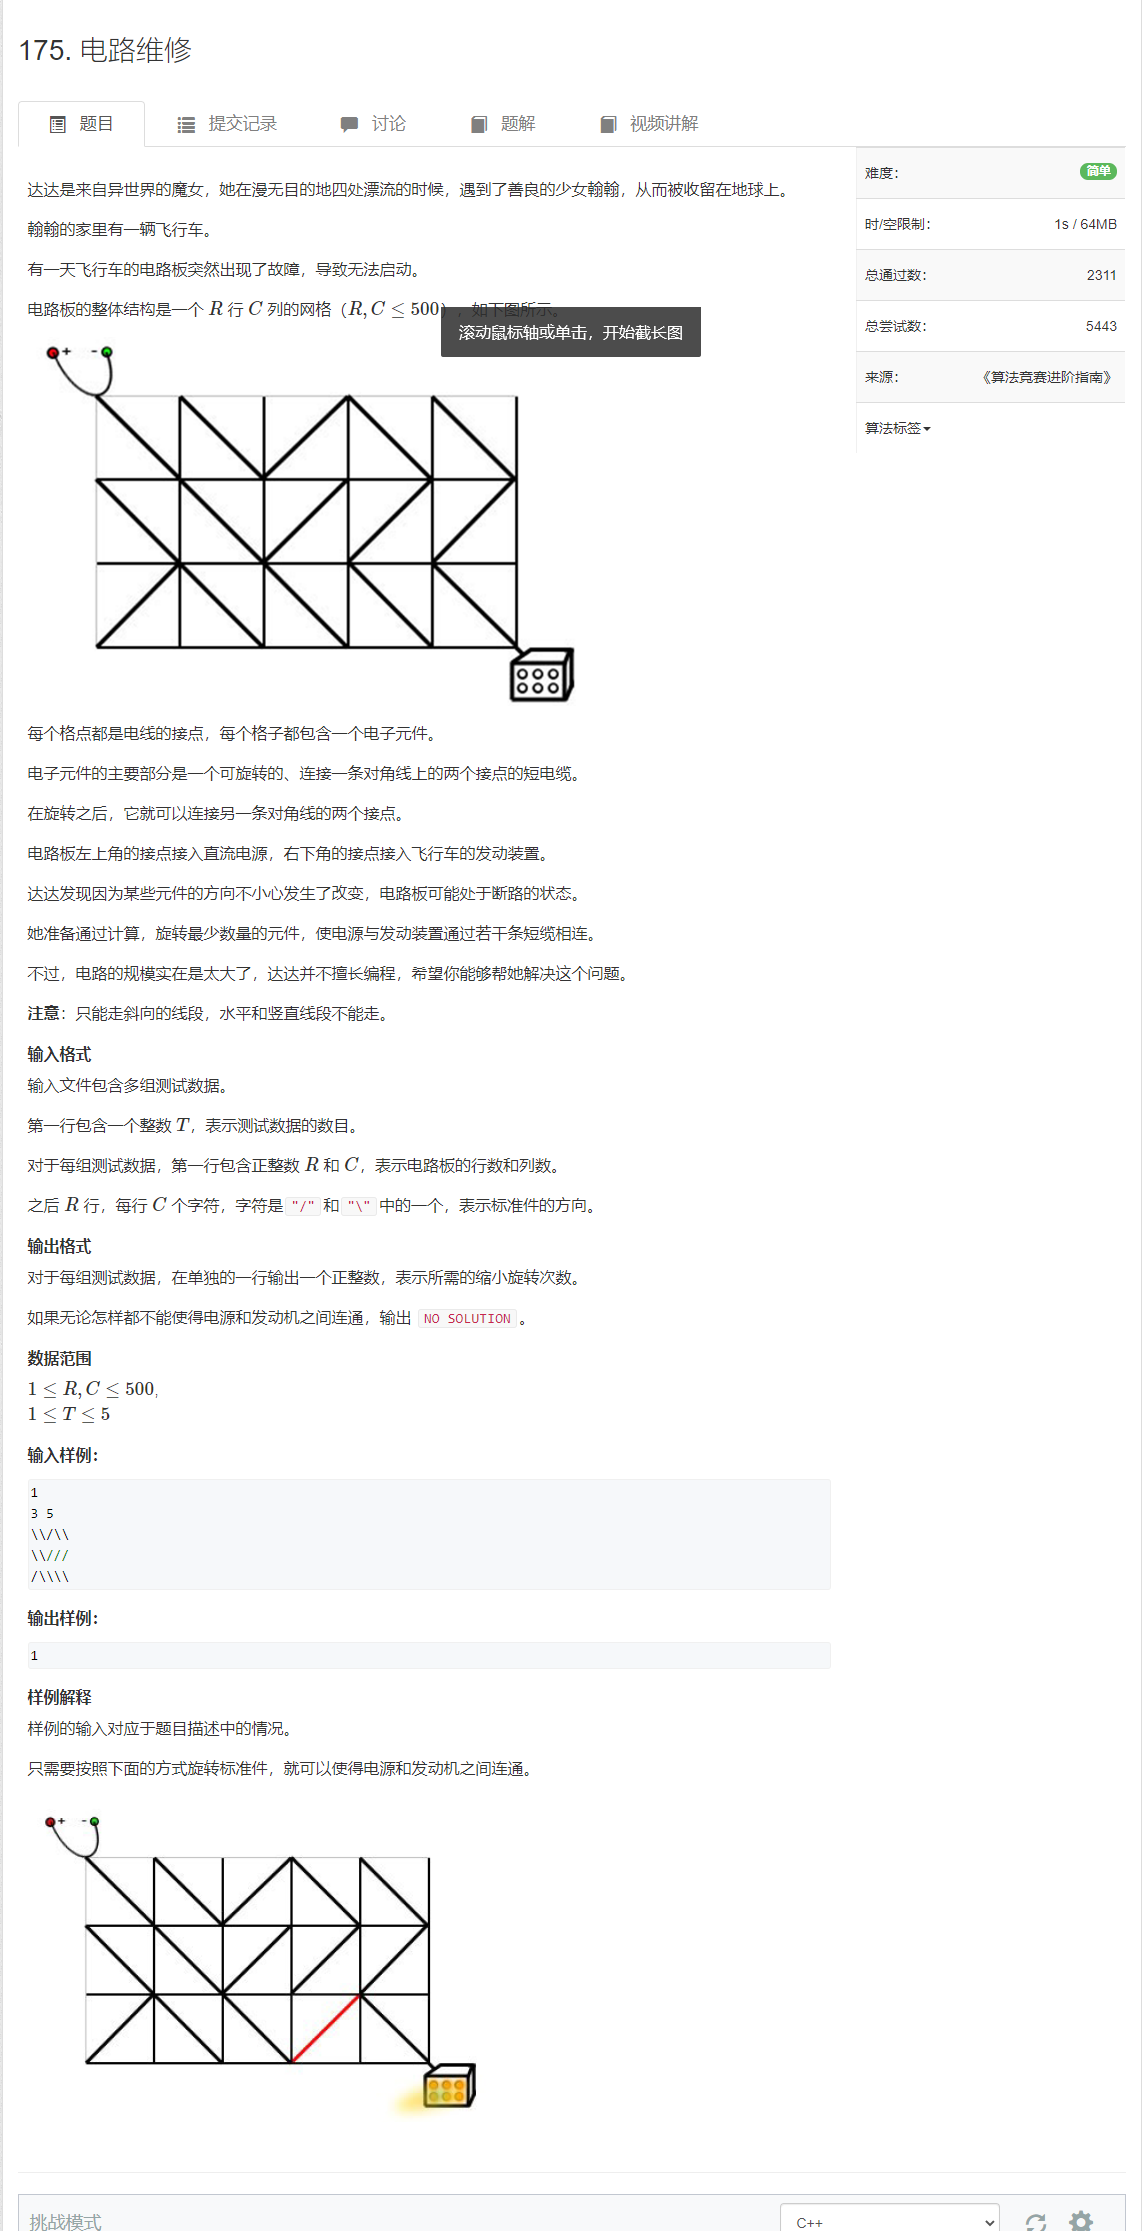 175. 电路维修
题目 提交记录 讨论 题解 视频讲解
达达是来自异世界的魔女，她在漫无目的地四处漂流的时候，遇到了善良的少女翰翰，从而被收留在地球上。
翰翰的家里有一辆飞行车。
有一天飞行车的电路板突然出现了故障，导致无法启动。
电路板的整体结构是一个 R 行 C 列的网格（R, C ≤ 500），如下图所示。
滚动鼠标轴或单击，开始截长图
难度： 简单
时/空限制： 1s / 64MB
总通过数： 2311
总尝试数： 5443
来源： 《算法竞赛进阶指南》
算法标签
+ -
每个格点都是电线的接点，每个格子都包含一个电子元件。
电子元件的主要部分是一个可旋转的、连接一条对角线上的两个接点的短电缆。
在旋转之后，它就可以连接另一条对角线的两个接点。
电路板左上角的接点接入直流电源，右下角的接点接入飞行车的发动装置。
达达发现因为某些元件的方向不小心发生了改变，电路板可能处于断路的状态。
她准备通过计算，旋转最少数量的元件，使电源与发动装置通过若干条短缆相连。
不过，电路的规模实在是太大了，达达并不擅长编程，希望你能够帮她解决这个问题。
注意：只能走斜向的线段，水平和竖直线段不能走。
输入格式
输入文件包含多组测试数据。
第一行包含一个整数 T，表示测试数据的数目。
对于每组测试数据，第一行包含正整数 R 和 C，表示电路板的行数和列数。
之后 R 行，每行 C 个字符，字符是"/"和"\"中的一个，表示标准件的方向。
输出格式
对于每组测试数据，在单独的一行输出一个正整数，表示所需的缩小旋转次数。
如果无论怎样都不能使得电源和发动机之间连通，输出 NO SOLUTION 。
数据范围
1 ≤ R, C ≤ 500,
1 ≤ T ≤ 5
输入样例：
1
3 5
\\/\\
\\///
/\\\\
输出样例：
1
样例解释
样例的输入对应于题目描述中的情况。
只需要按照下面的方式旋转标准件，就可以使得电源和发动机之间连通。
+ -
挑战模式 C++